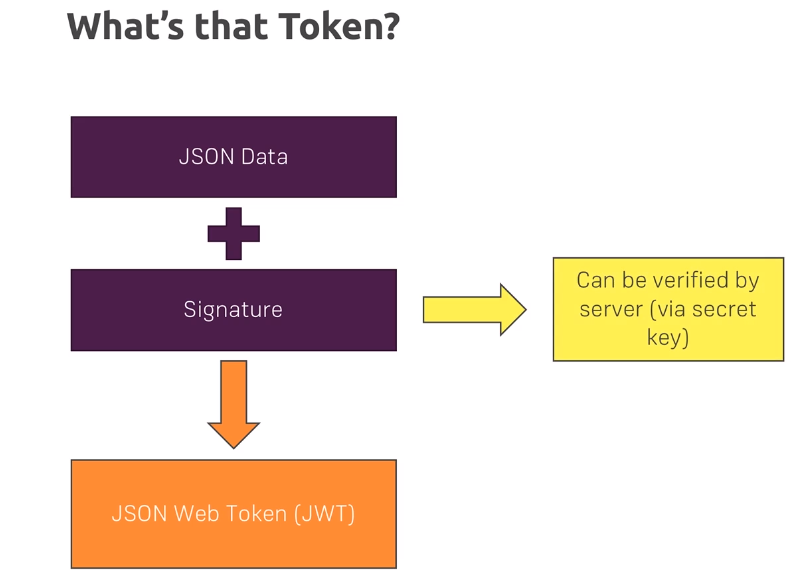 What’s that Token?
JSON Data
Signature
Can be verified by
server (via secret
key)
JSON Web Token (JWT)